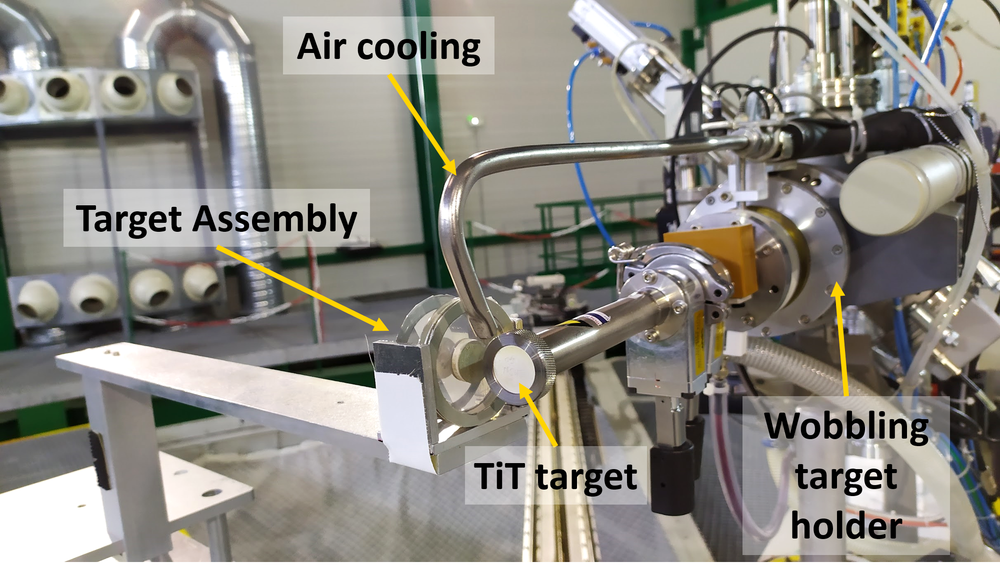 Air cooling
Target Assembly
TiT target
Wobbling
target
holder